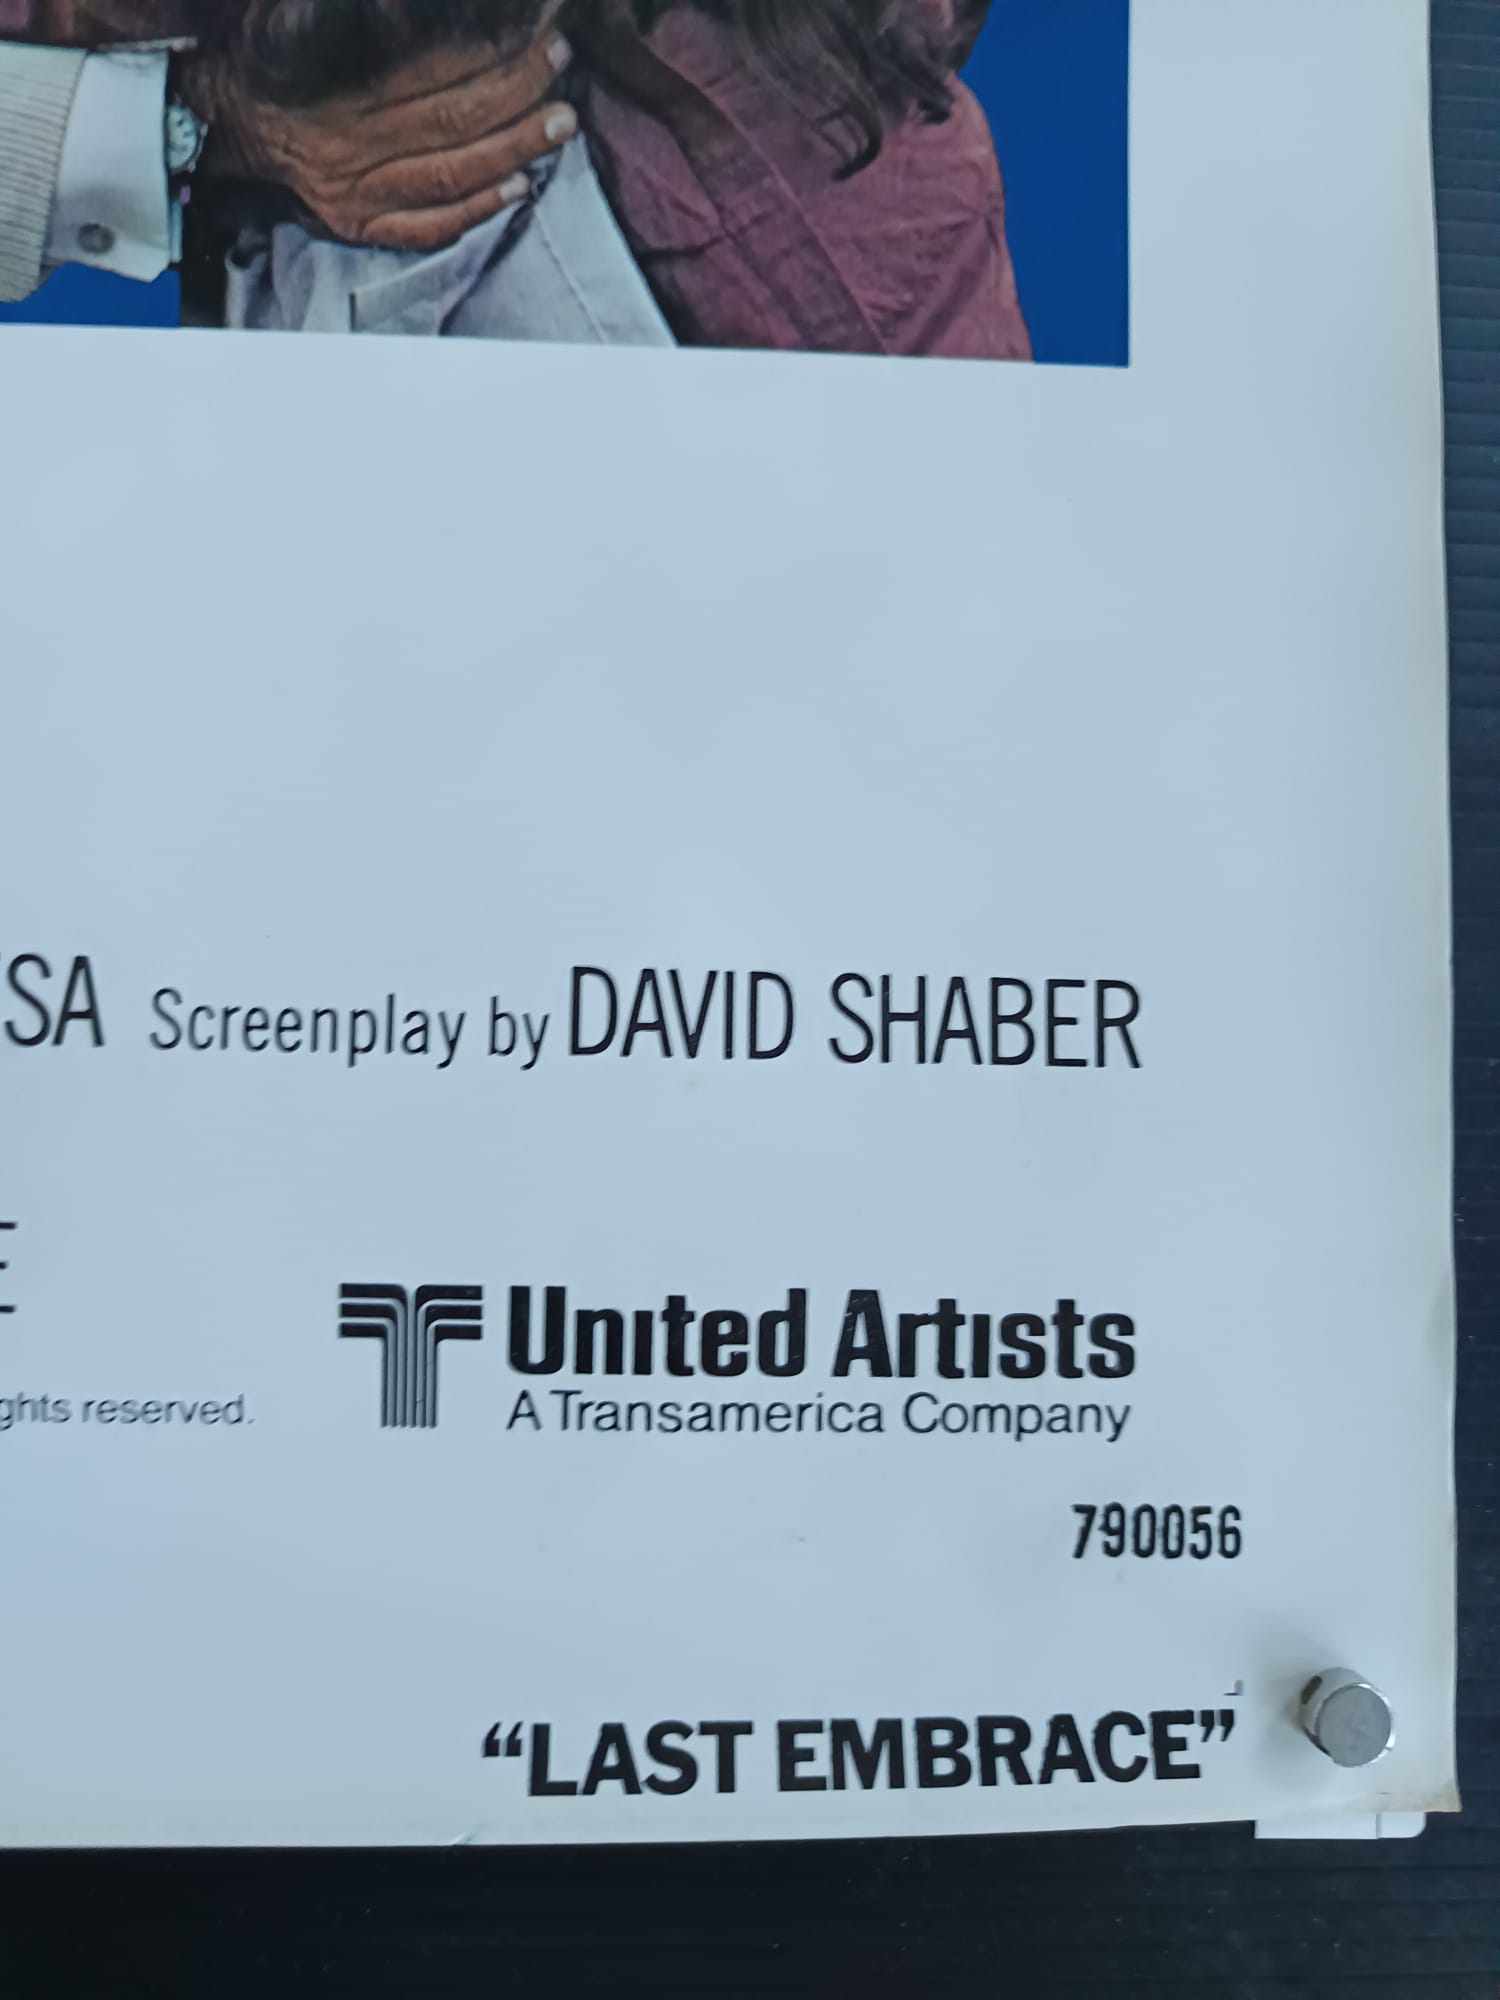 SA Screenplay by DAVID SHABER
E
United Artists
ghts reserved. A Transamerica Company
790056
“LAST EMBRACE”